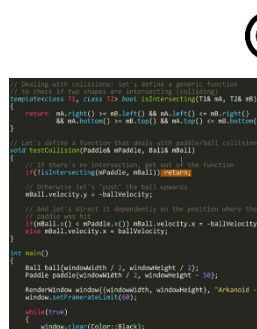 // Dealing with collisions: let's define a generic function
// to check if two shapes are intersecting (colliding)
template<class T1, class T2> bool isIntersecting(T1& mA, T2& mB)
{
return mA.right() >= mB.left() && mA.left() <= mB.right()
&& mA.bottom() >= mB.top() && mA.top() <= mB.bottom(
}
// Let's define a function that deals with paddle/ball collision
void testCollision(Paddle& mPaddle, Ball& mBall)
{
// If there's no intersection, get out of the function
if(!isIntersecting(mPaddle, mBall)) return;
// Otherwise let's "push" the ball upwards
mBall.velocity.y = -ballVelocity;
// And let's direct it dependently on the position where the
// paddle was hit
if(mBall.x() < mPaddle.x()) mBall.velocity.x = -ballVelocity
else mBall.velocity.x = ballVelocity;
}
int main()
{
Ball ball{windowWidth / 2, windowHeight / 2};
Paddle paddle{windowWidth / 2, windowHeight - 50};
RenderWindow window{{windowWidth, windowHeight}, "Arkanoid -
window.setFramerateLimit(60);
while(true)
{
window.clear(Color::Black);